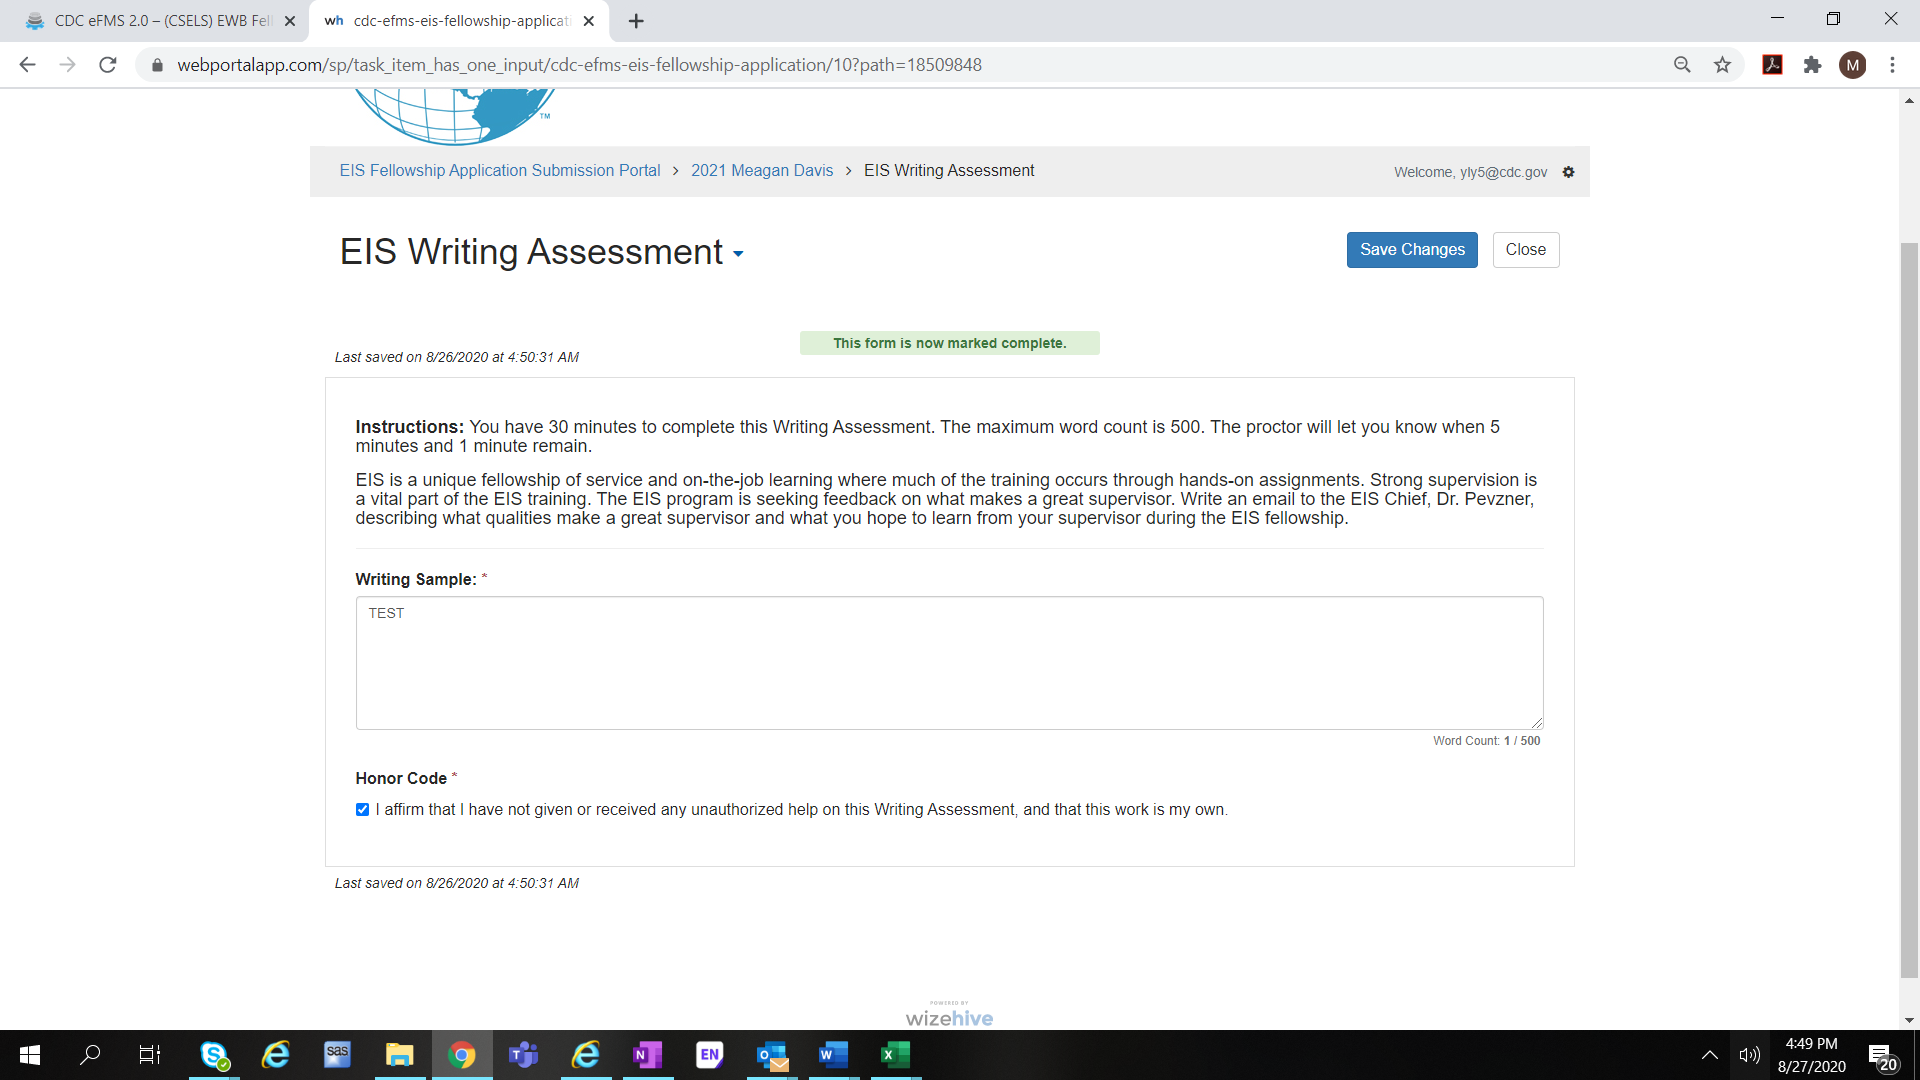 CDC eFMS 2.0 – (CSELS) EWB Fel
wh cdc-efms-eis-fellowship-applicati
webportalapp.com/sp/task_item_has_one_input/cdc-efms-eis-fellowship-application/10?path=18509848
M
TM
EIS Fellowship Application Submission Portal > 2021 Meagan Davis > EIS Writing Assessment
Welcome, yly5@cdc.gov
EIS Writing Assessment
Save Changes
Close
This form is now marked complete.
Last saved on 8/26/2020 at 4:50:31 AM
Instructions: You have 30 minutes to complete this Writing Assessment. The maximum word count is 500. The proctor will let you know when 5
minutes and 1 minute remain.
EIS is a unique fellowship of service and on-the-job learning where much of the training occurs through hands-on assignments. Strong supervision is
a vital part of the EIS training. The EIS program is seeking feedback on what makes a great supervisor. Write an email to the EIS Chief, Dr. Pevzner,
describing what qualities make a great supervisor and what you hope to learn from your supervisor during the EIS fellowship.
Writing Sample: *
TEST
Word Count: 1 / 500
Honor Code *
I affirm that I have not given or received any unauthorized help on this Writing Assessment, and that this work is my own.
Last saved on 8/26/2020 at 4:50:31 AM
POWERED BY
wizehive
S
sas
T
N
EN
O
W
X
4:49 PM
8/27/2020
20